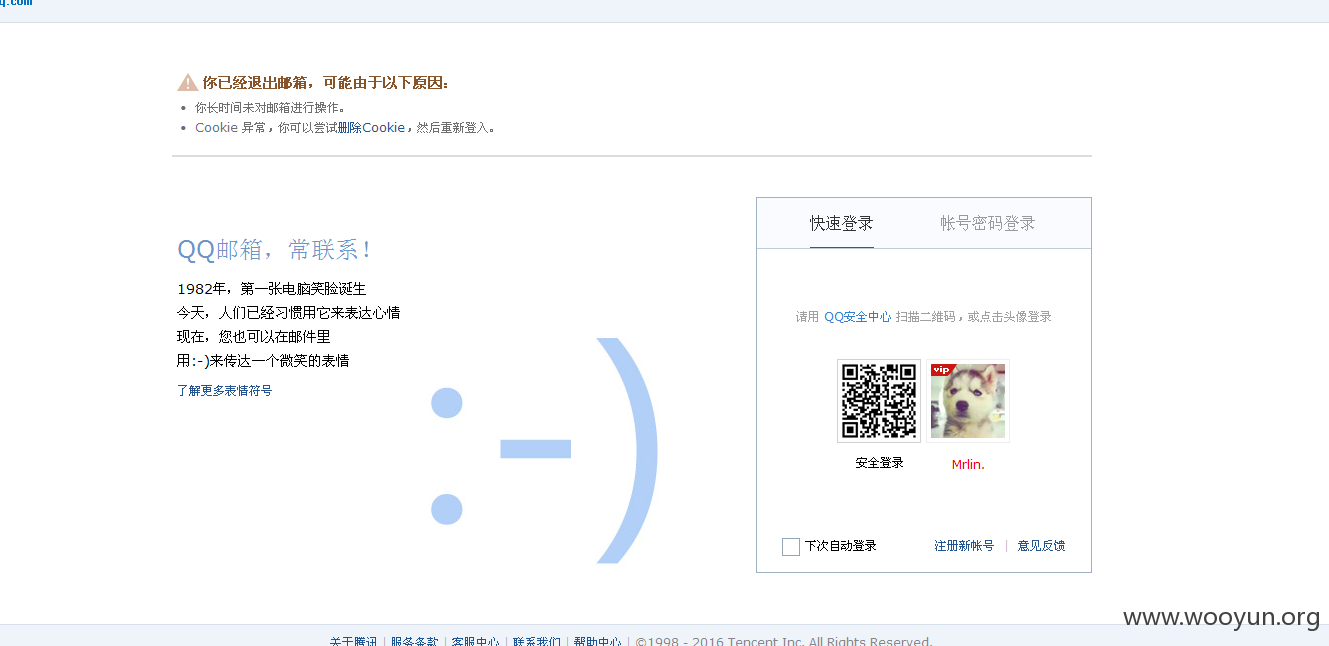 q.com
你已经退出邮箱，可能由于以下原因：
你长时间未对邮箱进行操作。
Cookie 异常，你可以尝试删除Cookie，然后重新登入。
快速登录
帐号密码登录
QQ邮箱，常联系！
1982年，第一张电脑笑脸诞生
今天，人们已经习惯用它来表达心情
现在，您也可以在邮件里
用:-)来传达一个微笑的表情
了解更多表情符号
:-)
请用 QQ安全中心 扫描二维码，或点击头像登录
vip
安全登录
Mrlin.
下次自动登录
注册新帐号 | 意见反馈
www.wooyun.org
关于腾讯 | 服务条款 | 客服中心 | 联系我们 | 帮助中心 | ©1998 - 2016 Tencent Inc. All Rights Reserved.